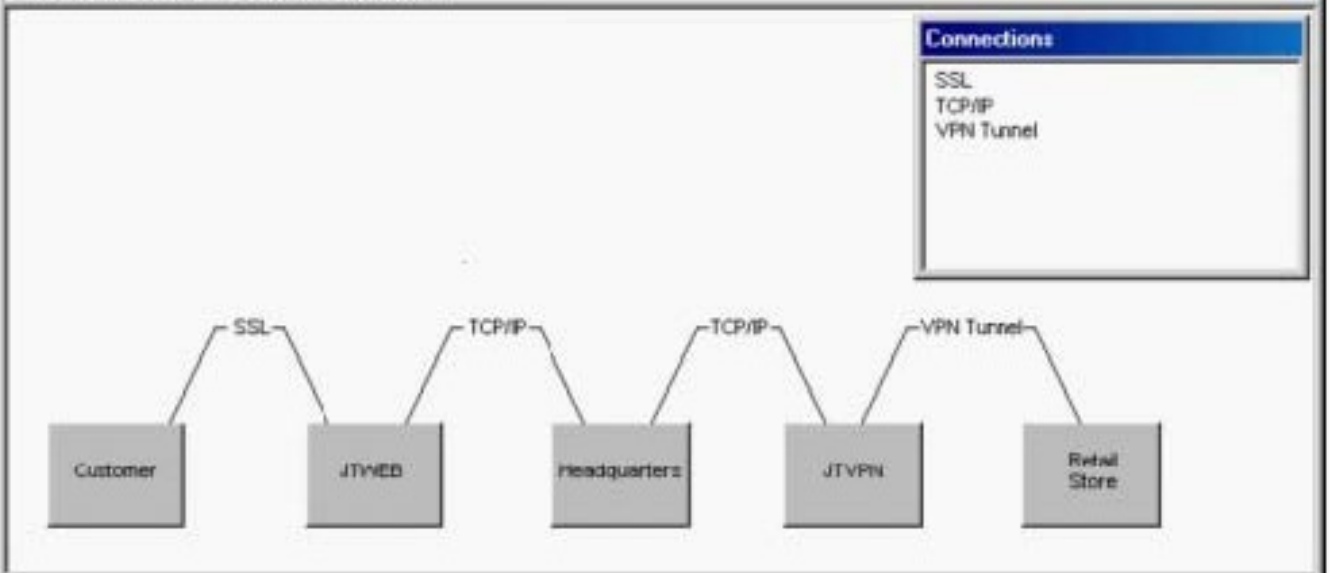 Connections
SSL
TCP/IP
VPN Tunnel
SSL
TCP/IP
TCP/IP
VPN Tunnel
Customer
JTWEB
Headquarters
JTVPN
Retail
Store